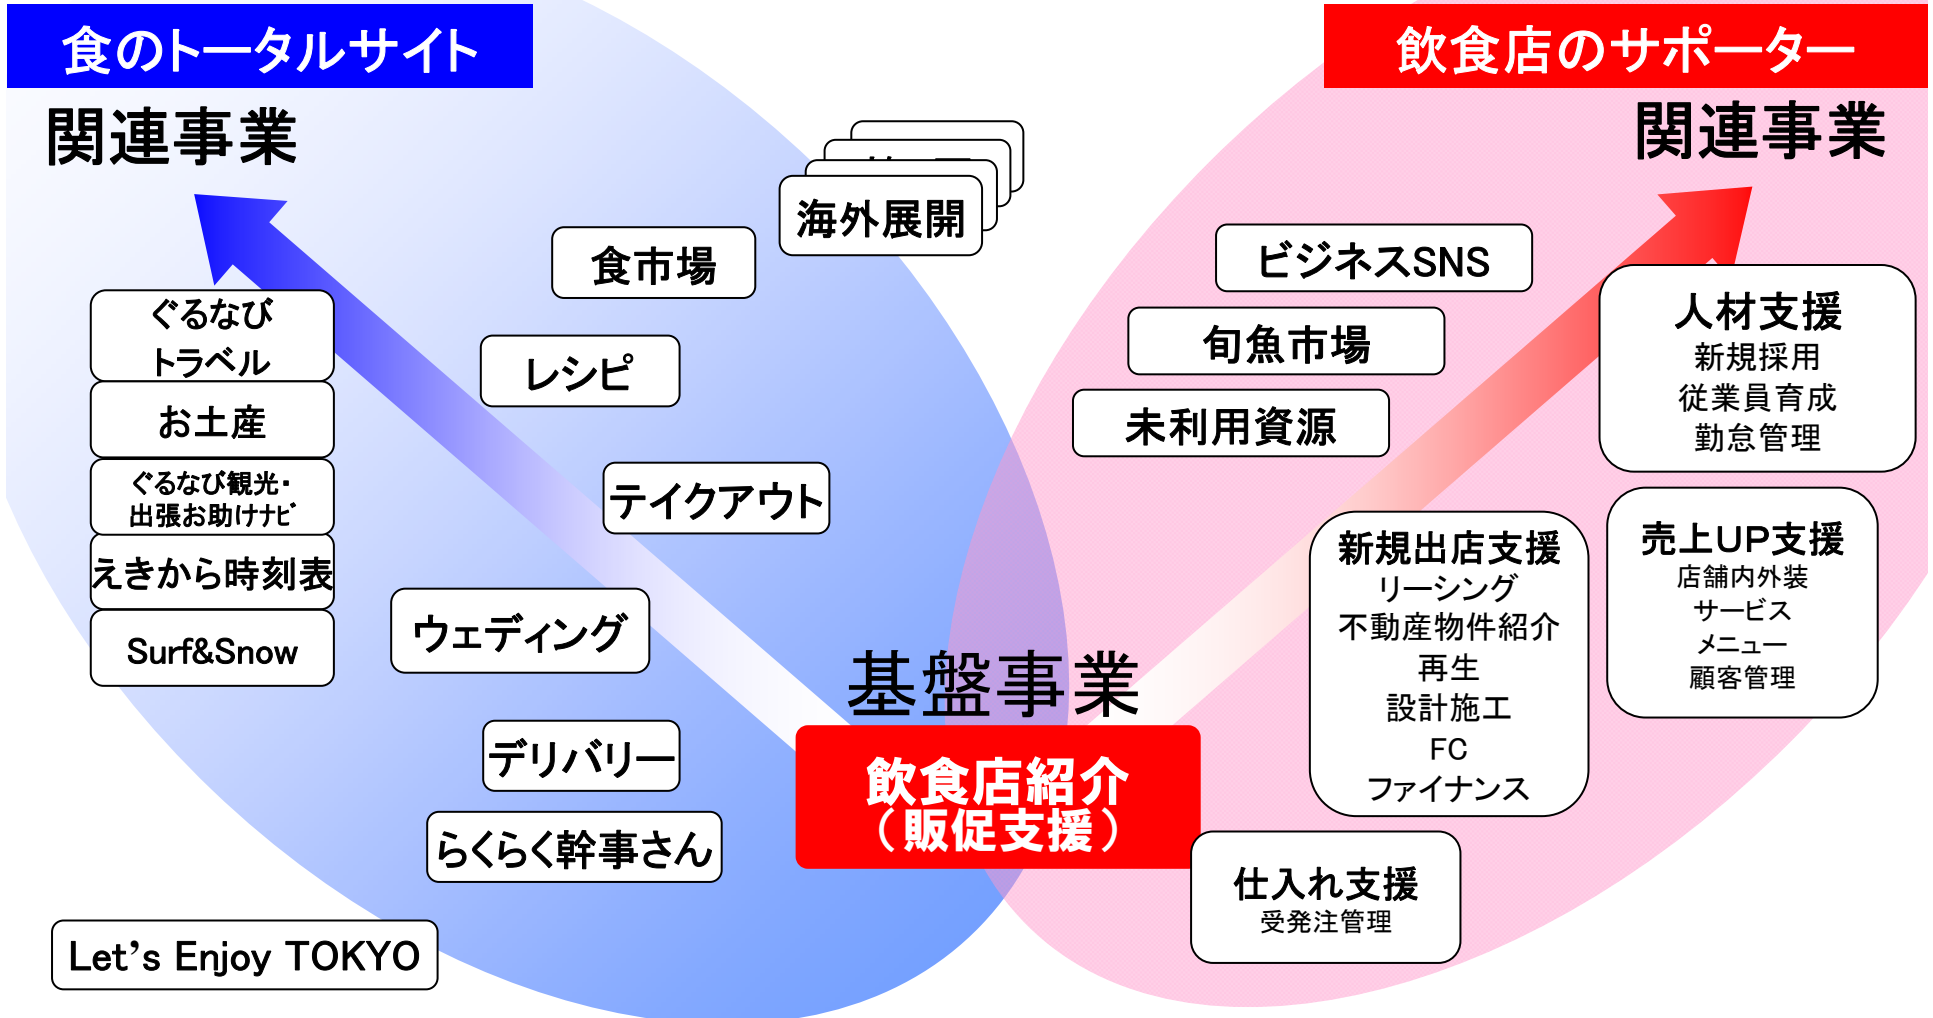 食のトータルサイト
関連事業
飲食店のサポーター
関連事業
海外展開
食市場
レシピ
テイクアウト
ぐるなび
トラベル
お土産
ぐるなび観光・
出張お助けナビ
えきから時刻表
Surf&Snow
ウェディング
デリバリー
らくらく幹事さん
Let’s Enjoy TOKYO
基盤事業
飲食店紹介
（販促支援）
ビジネスSNS
旬魚市場
未利用資源
人材支援
新規採用
従業員育成
勤怠管理
新規出店支援
リーシング
不動産物件紹介
再生
設計施工
FC
ファイナンス
売上UP支援
店舗内外装
サービス
メニュー
顧客管理
仕入れ支援
受発注管理